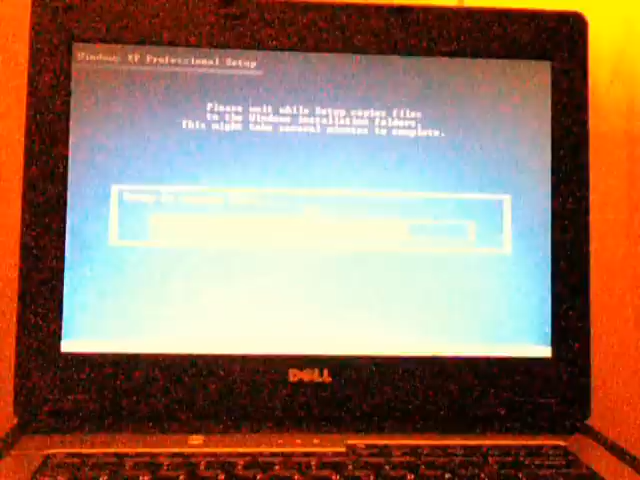 Windows XP Professional Setup
Please wait while Setup copies files
to the Windows installation folders.
This might take several minutes to complete.
DELL